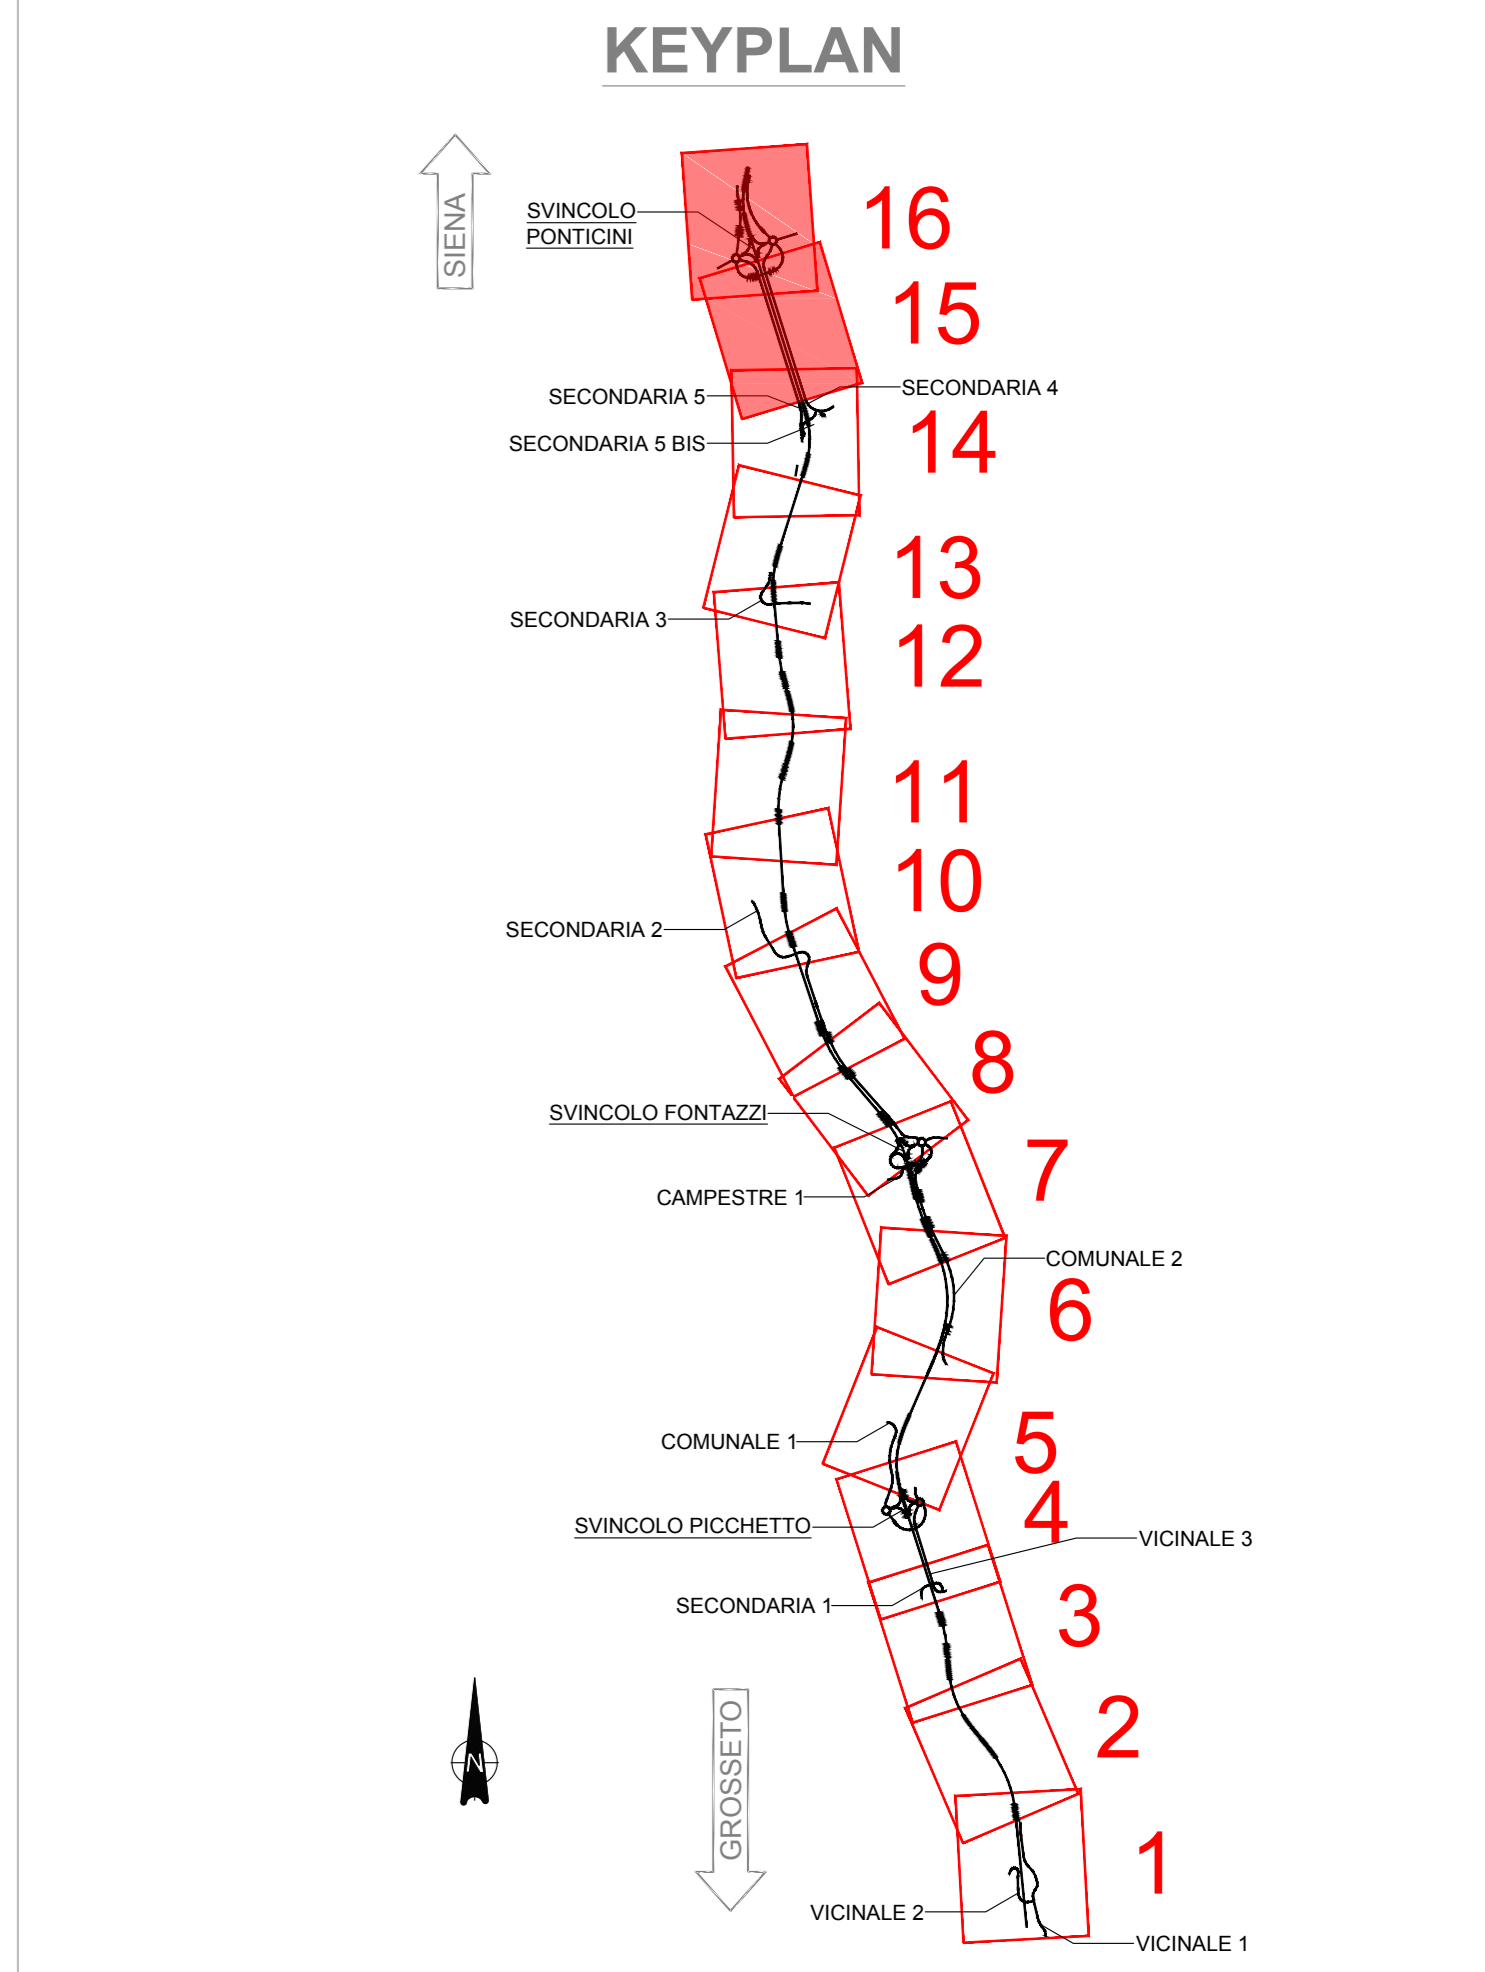 KEYPLAN
SIENA
SVINCOLO
PONTICINI
16
15
SECONDARIA 5
SECONDARIA 4
SECONDARIA 5 BIS
14
13
SECONDARIA 3
12
11
10
SECONDARIA 2
9
8
SVINCOLO FONTAZZI
7
CAMPESTRE 1
COMUNALE 2
6
COMUNALE 1
5
4
SVINCOLO PICCHETTO
VICINALE 3
SECONDARIA 1
3
2
N
GROSSETO
1
VICINALE 2
VICINALE 1